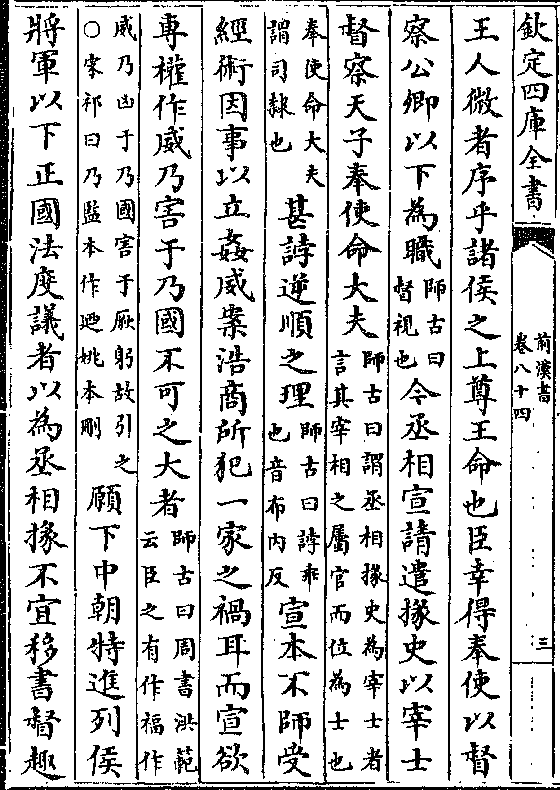 欽定四庫全書
前漢書
卷八十四
三
王人微者序乎諸侯之上尊王命也臣幸得奉使以督
察公卿以下為職
師古曰
督視也
今丞相宣請遣掾史以宰士
督察天子奉使命大夫
師古曰謂丞相掾史為宰士者
言其宰相之屬官而位為士也
奉使命大夫
謂司隸也
甚誖逆順之理
師古曰誖乖
也音布内反
宣本不師受
經術因事以立姦威案浩商所犯一家之禍耳而宣欲
專權作威乃害于乃國不可之大者
師古曰周書洪範
云臣之有作福作
威乃凶于乃國害于厥躬故引之
○宋祁曰乃監本作廼姚本刪
願下中朝特進列侯
將軍以下正國法度議者以為丞相掾不宜移書督趣